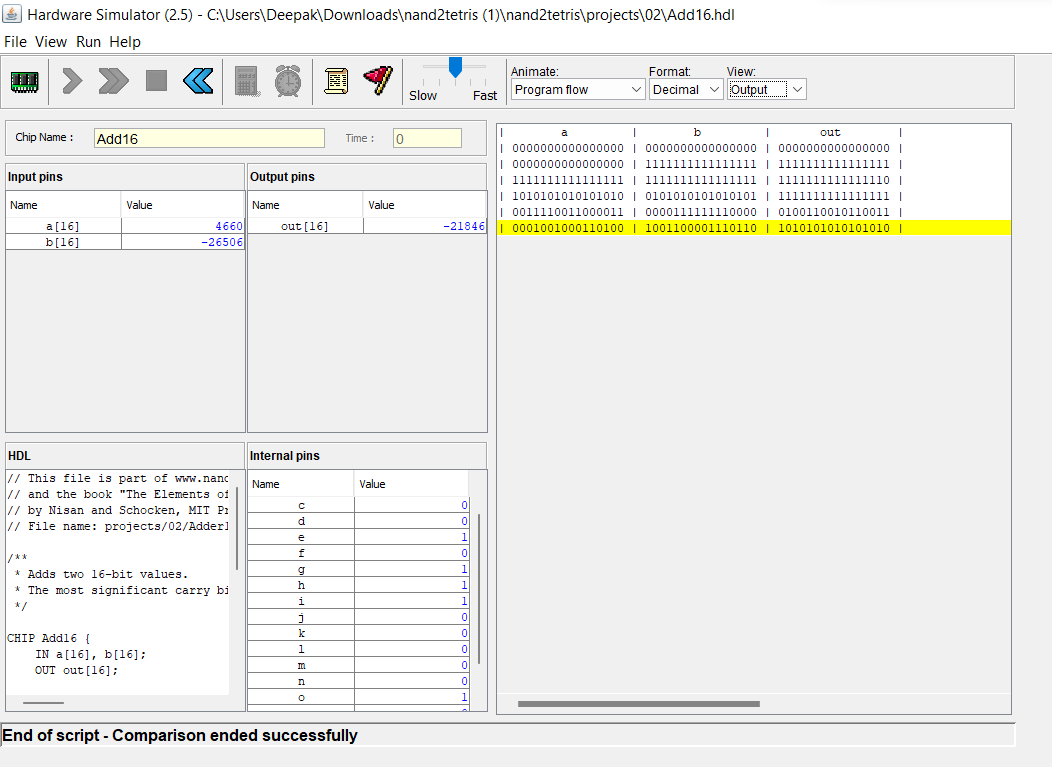 Hardware Simulator (2.5) - C:\Users\Deepak\Downloads\nand2tetris (1)\nand2tetris\projects\02\Add16.hdl
File View Run Help
Slow Fast
Animate: Format: View:
Program flow Decimal Output
Chip Name : Add16 Time : 0
Input pins
Name Value
a[16] 4660
b[16] -26506
Output pins
Name Value
out[16] -21846
| a | b | out |
| 0000000000000000 | 0000000000000000 | 0000000000000000 |
| 0000000000000000 | 1111111111111111 | 1111111111111111 |
| 1111111111111111 | 1111111111111111 | 1111111111111110 |
| 1010101010101010 | 0101010101010101 | 1111111111111111 |
| 0011110011000011 | 0000111111110000 | 0100110010110011 |
| 0001001000110100 | 1001100001110110 | 1010101010101010 |
HDL
// This file is part of www.nand
// and the book "The Elements of
// by Nisan and Schocken, MIT Pr
// File name: projects/02/Adder1
/**
* Adds two 16-bit values.
* The most significant carry bi
*/
CHIP Add16 {
IN a[16], b[16];
OUT out[16];
Internal pins
Name Value
c 0
d 0
e 1
f 0
g 1
h 1
i 1
j 0
k 0
l 0
m 0
n 0
o 1
End of script - Comparison ended successfully